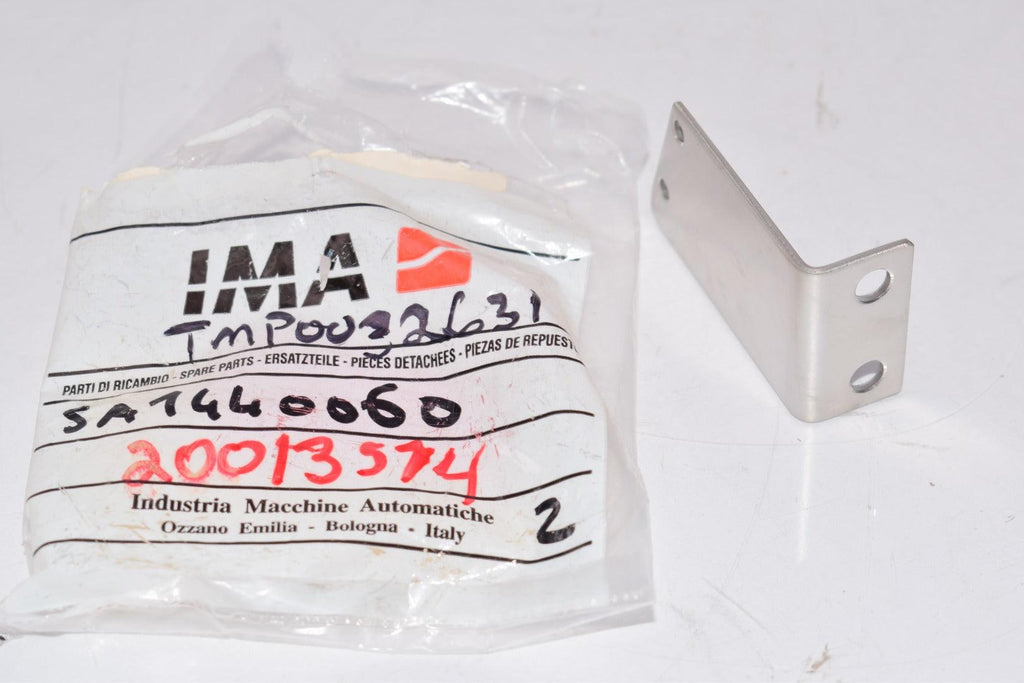 IMA
TMP0032631
PARTI DI RICAMBIO - SPARE PARTS - ERSATZTEILE - PIECES DETACHEES - PIEZAS DE REPUEST
SA1440060
20013574
Industria Macchine Automatiche
Ozzano Emilia - Bologna - Italy
2